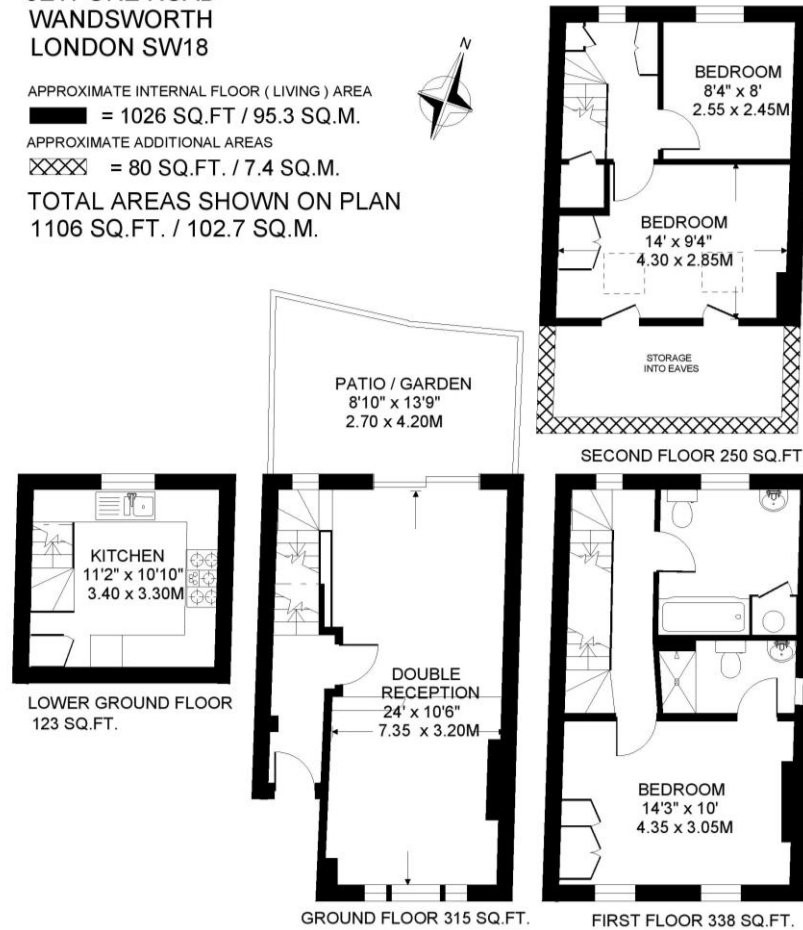 WANDSWORTH
LONDON SW18
APPROXIMATE INTERNAL FLOOR ( LIVING ) AREA
= 1026 SQ.FT / 95.3 SQ.M.
APPROXIMATE ADDITIONAL AREAS
= 80 SQ.FT. / 7.4 SQ.M.
TOTAL AREAS SHOWN ON PLAN
1106 SQ.FT. / 102.7 SQ.M.
N
BEDROOM
8'4" x 8'
2.55 x 2.45M
BEDROOM
14' x 9'4"
4.30 x 2.85M
STORAGE
INTO EAVES
SECOND FLOOR 250 SQ.FT
PATIO / GARDEN
8'10" x 13'9"
2.70 x 4.20M
KITCHEN
11'2" x 10'10"
3.40 x 3.30M
LOWER GROUND FLOOR
123 SQ.FT.
DOUBLE
RECEPTION
24' x 10'6"
7.35 x 3.20M
GROUND FLOOR 315 SQ.FT.
BEDROOM
14'3" x 10'
4.35 x 3.05M
FIRST FLOOR 338 SQ.FT.